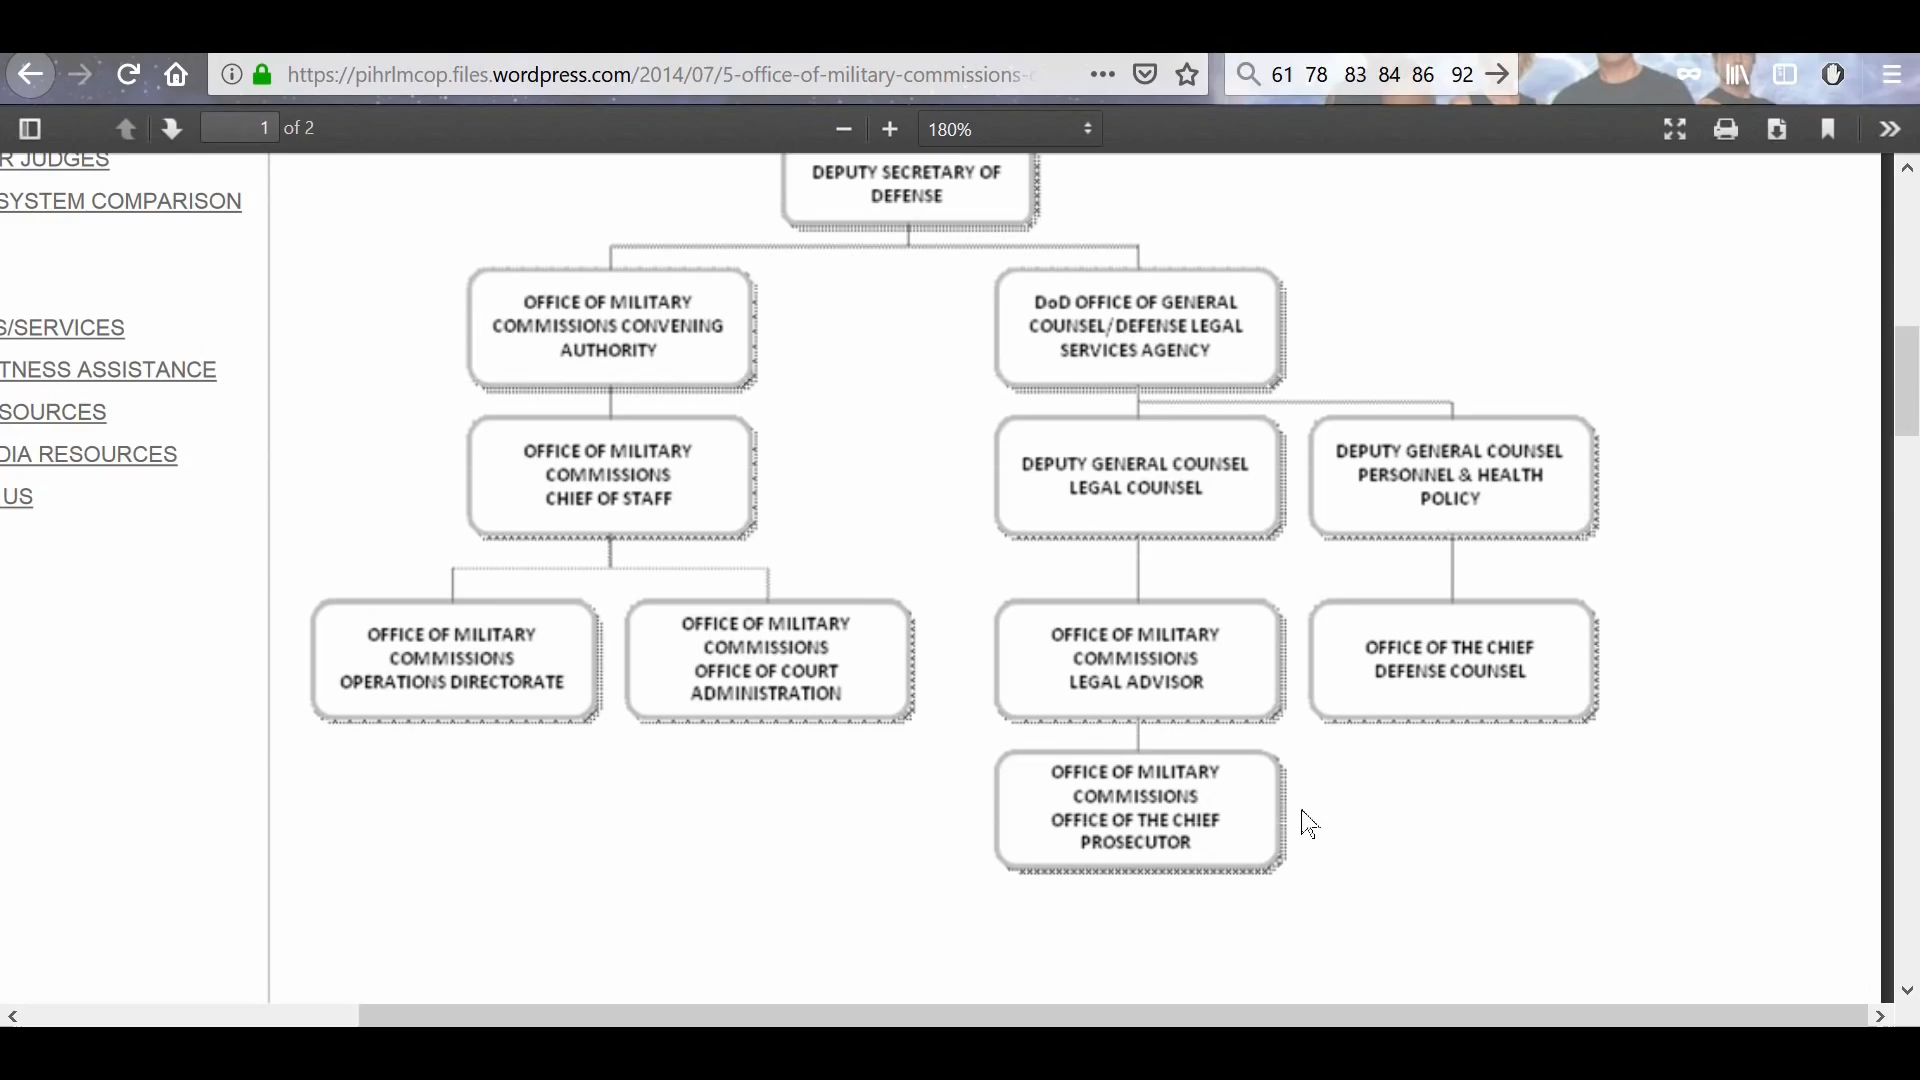 https://pihrlmcop.files.wordpress.com/2014/07/5-office-of-military-commissions-
61 78 83 84 86 92
1 of 2
180%
R JUDGES
SYSTEM COMPARISON
S/SERVICES
TNESS ASSISTANCE
SOURCES
DIA RESOURCES
US
DEPUTY SECRETARY OF
DEFENSE
OFFICE OF MILITARY
COMMISSIONS CONVENING
AUTHORITY
DoD OFFICE OF GENERAL
COUNSEL/DEFENSE LEGAL
SERVICES AGENCY
OFFICE OF MILITARY
COMMISSIONS
CHIEF OF STAFF
DEPUTY GENERAL COUNSEL
LEGAL COUNSEL
DEPUTY GENERAL COUNSEL
PERSONNEL & HEALTH
POLICY
OFFICE OF MILITARY
COMMISSIONS
OPERATIONS DIRECTORATE
OFFICE OF MILITARY
COMMISSIONS
OFFICE OF COURT
ADMINISTRATION
OFFICE OF MILITARY
COMMISSIONS
LEGAL ADVISOR
OFFICE OF THE CHIEF
DEFENSE COUNSEL
OFFICE OF MILITARY
COMMISSIONS
OFFICE OF THE CHIEF
PROSECUTOR